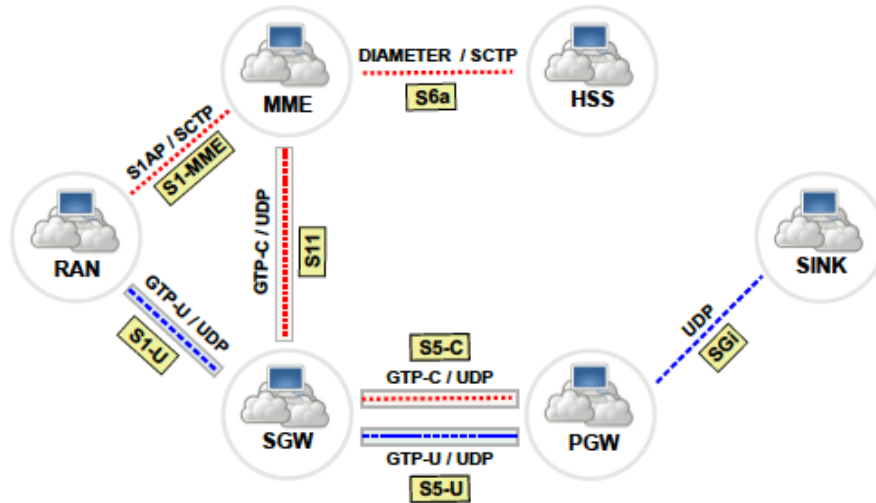 DIAMETER / SCTP
S6a
MME
HSS
S1AP / SCTP
S1-MME
GTP-C / UDP
S11
RAN
SINK
GTP-U / UDP
S1-U
UDP
SGi
S5-C
GTP-C / UDP
SGW
PGW
GTP-U / UDP
S5-U